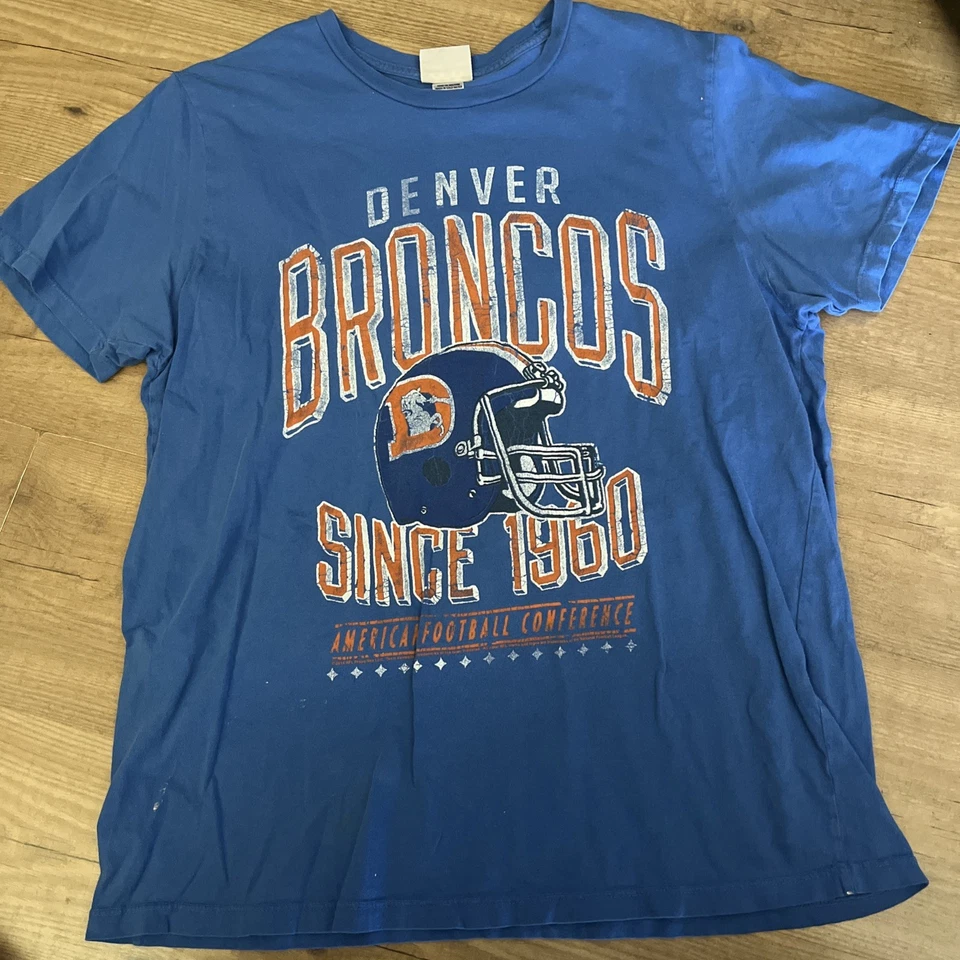 DENVER
BRONCOS
D
SINCE 1960
AMERICAN FOOTBALL CONFERENCE